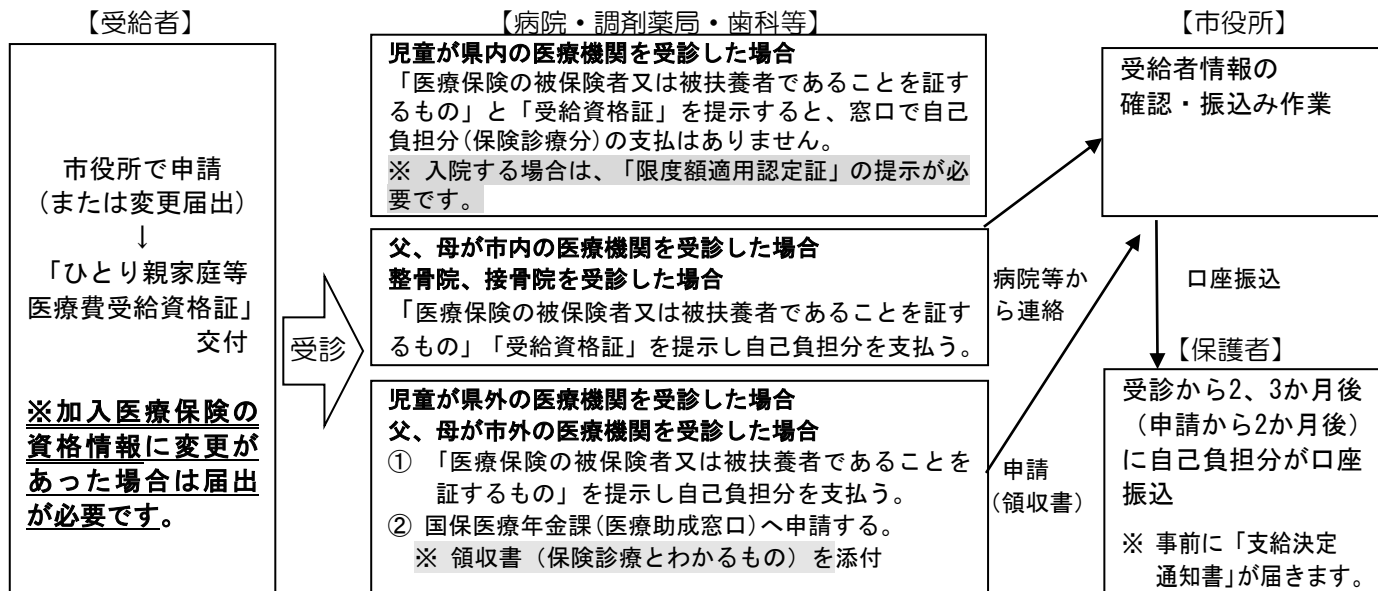 【受給者】
市役所で申請
（または変更届出）
↓
「ひとり親家庭等
医療費受給資格証」
交付
※加入医療保険の
資格情報に変更が
あった場合は届出
が必要です。
受診
【病院・調剤薬局・歯科等】
児童が県内の医療機関を受診した場合
「医療保険の被保険者又は被扶養者であることを証す
るもの」と「受給資格証」を提示すると、窓口で自己
負担分(保険診療分)の支払はありません。
※ 入院する場合は、「限度額適用認定証」の提示が必
要です。
父、母が市内の医療機関を受診した場合
整骨院、接骨院を受診した場合
「医療保険の被保険者又は被扶養者であることを証す
るもの」「受給資格証」を提示し自己負担分を支払う。
児童が県外の医療機関を受診した場合
父、母が市外の医療機関を受診した場合
① 「医療保険の被保険者又は被扶養者であることを
証するもの」を提示し自己負担分を支払う。
② 国保医療年金課(医療助成窓口)へ申請する。
※ 領収書（保険診療とわかるもの）を添付
病院等か
ら連絡
申請
（領収書）
【市役所】
受給者情報の
確認・振込み作業
口座振込
【保護者】
受診から2、3か月後
（申請から2か月後）
に自己負担分が口座
振込
※ 事前に「支給決定
通知書」が届きます。